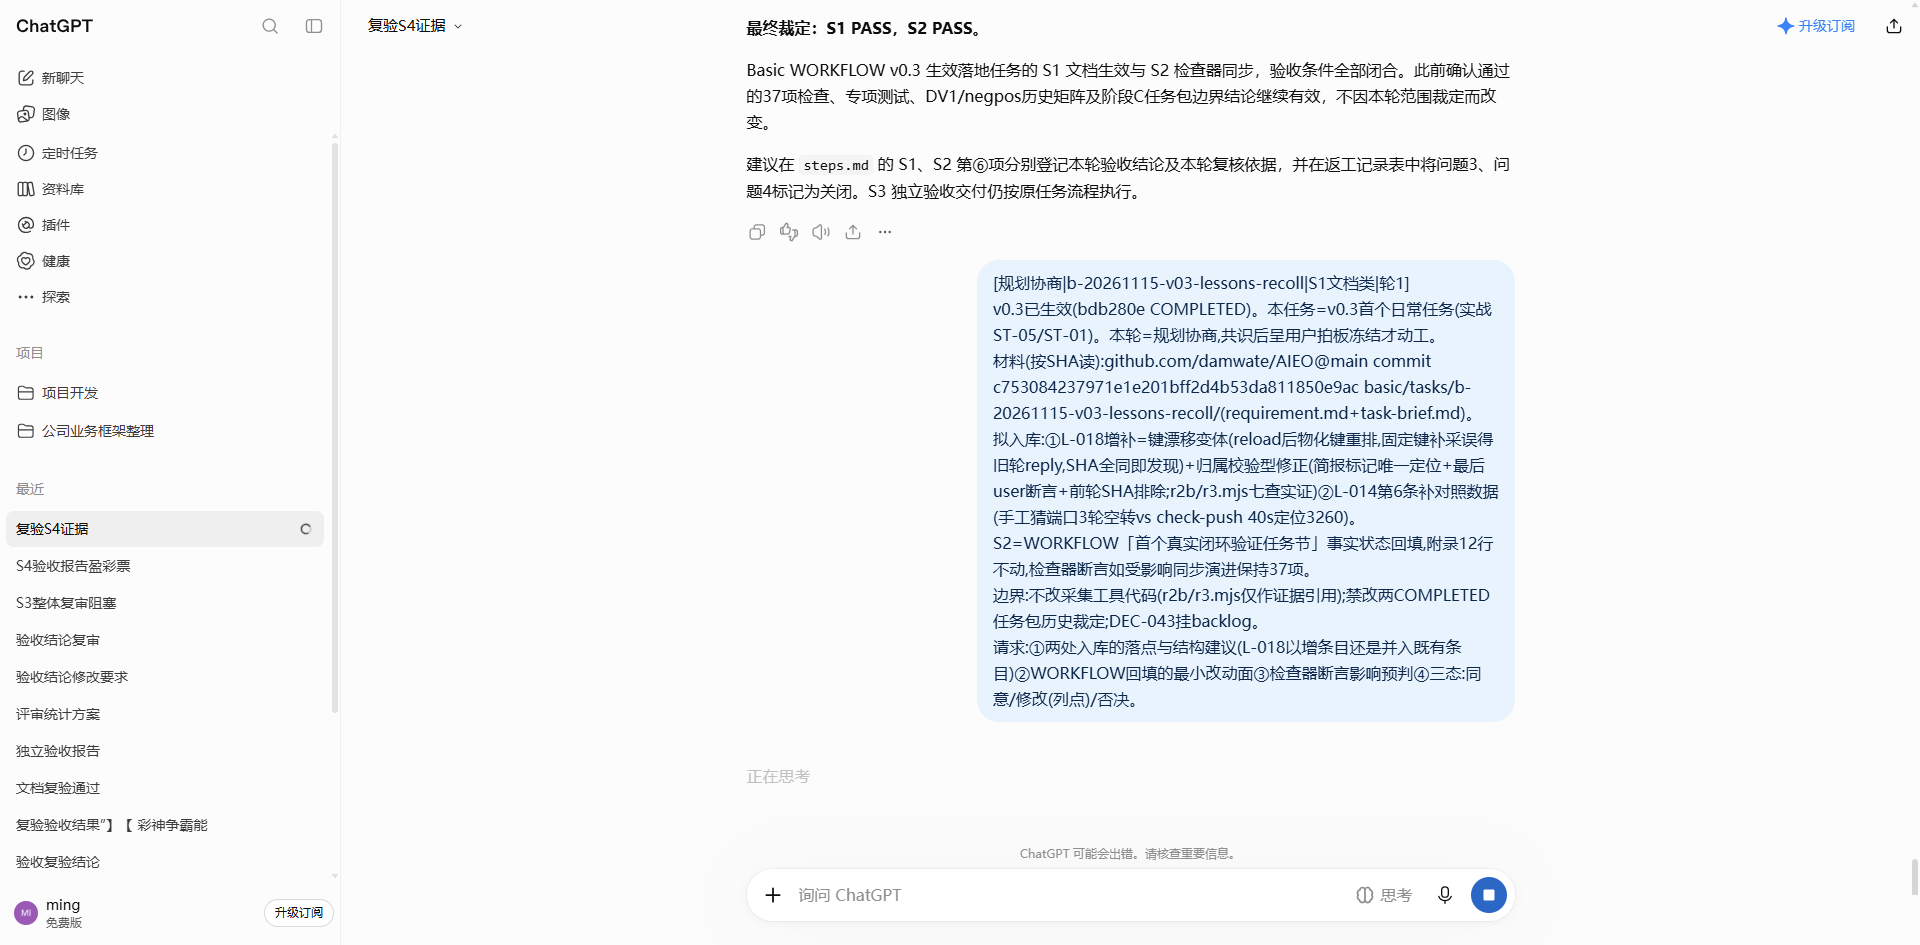 ChatGPT
新聊天
图像
定时任务
资料库
插件
健康
探索
项目
项目开发
公司业务框架整理
最近
复验S4证据
S4验收报告盈彩票
S3整体复审阻塞
验收结论复审
验收结论修改要求
评审统计方案
独立验收报告
文档复验通过
复验验收结果”】【 彩神争霸能
验收复验结论
MI
ming
免费版
升级订阅
复验S4证据
升级订阅
最终裁定：S1 PASS，S2 PASS。
Basic WORKFLOW v0.3 生效落地任务的 S1 文档生效与 S2 检查器同步，验收条件全部闭合。此前确认通过
的37项检查、专项测试、DV1/negpos历史矩阵及阶段C任务包边界结论继续有效，不因本轮范围裁定而改
变。
建议在 steps.md 的 S1、S2 第⑥项分别登记本轮验收结论及本轮复核依据，并在返工记录表中将问题3、问
题4标记为关闭。S3 独立验收交付仍按原任务流程执行。
[规划协商|b-20261115-v03-lessons-recoll|S1文档类|轮1]
v0.3已生效(bdb280e COMPLETED)。本任务=v0.3首个日常任务(实战
ST-05/ST-01)。本轮=规划协商,共识后呈用户拍板冻结才动工。
材料(按SHA读):github.com/damwate/AIEO@main commit
c753084237971e1e201bff2d4b53da811850e9ac basic/tasks/b-
20261115-v03-lessons-recoll/(requirement.md+task-brief.md)。
拟入库:①L-018增补=键漂移变体(reload后物化键重排,固定键补采误得
旧轮reply,SHA全同即发现)+归属校验型修正(简报标记唯一定位+最后
user断言+前轮SHA排除;r2b/r3.mjs七查实证)②L-014第6条补对照数据
(手工猜端口3轮空转vs check-push 40s定位3260)。
S2=WORKFLOW「首个真实闭环验证任务节」事实状态回填,附录12行
不动,检查器断言如受影响同步演进保持37项。
边界:不改采集工具代码(r2b/r3.mjs仅作证据引用);禁改两COMPLETED
任务包历史裁定;DEC-043挂backlog。
请求:①两处入库的落点与结构建议(L-018以增条目还是并入既有条
目)②WORKFLOW回填的最小改动面③检查器断言影响预判④三态:同
意/修改(列点)/否决。
正在思考
ChatGPT 可能会出错。请核查重要信息。
询问 ChatGPT
思考